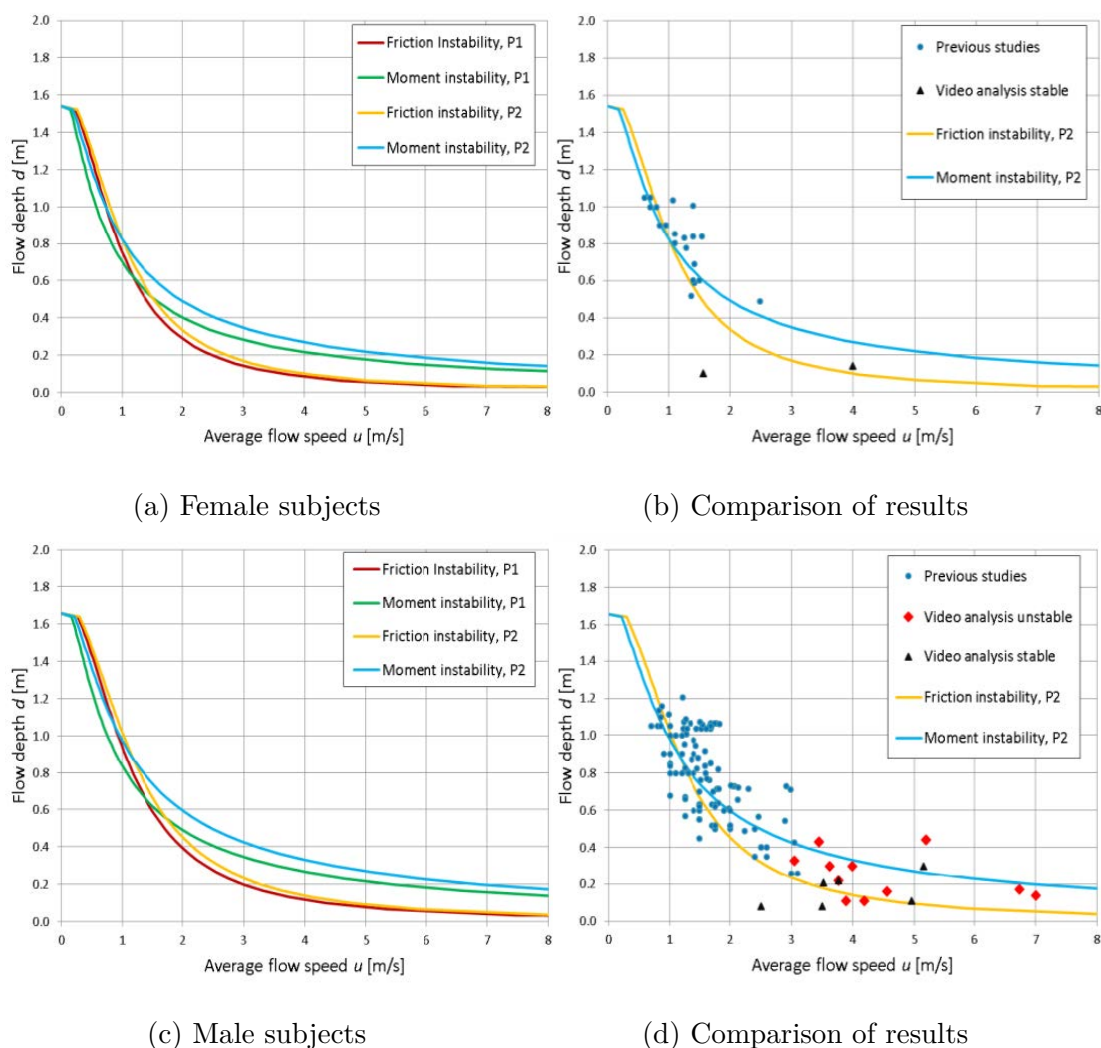 2.0
1.8
1.6
1.4
1.2
1.0
0.8
0.6
0.4
0.2
0.0
Flow depth d [m]
Friction Instability, P1
Moment instability, P1
Friction instability, P2
Moment instability, P2
0 1 2 3 4 5 6 7 8
Average flow speed u [m/s]
(a) Female subjects
2.0
1.8
1.6
1.4
1.2
1.0
0.8
0.6
0.4
0.2
0.0
Flow depth d [m]
Previous studies
Video analysis stable
Friction instability, P2
Moment instability, P2
0 1 2 3 4 5 6 7 8
Average flow speed u [m/s]
(b) Comparison of results
2.0
1.8
1.6
1.4
1.2
1.0
0.8
0.6
0.4
0.2
0.0
Flow depth d [m]
Friction Instability, P1
Moment instability, P1
Friction instability, P2
Moment instability, P2
0 1 2 3 4 5 6 7 8
Average flow speed u [m/s]
(c) Male subjects
2.0
1.8
1.6
1.4
1.2
1.0
0.8
0.6
0.4
0.2
0.0
Flow depth d [m]
Previous studies
Video analysis unstable
Video analysis stable
Friction instability, P2
Moment instability, P2
0 1 2 3 4 5 6 7 8
Average flow speed u [m/s]
(d) Comparison of results